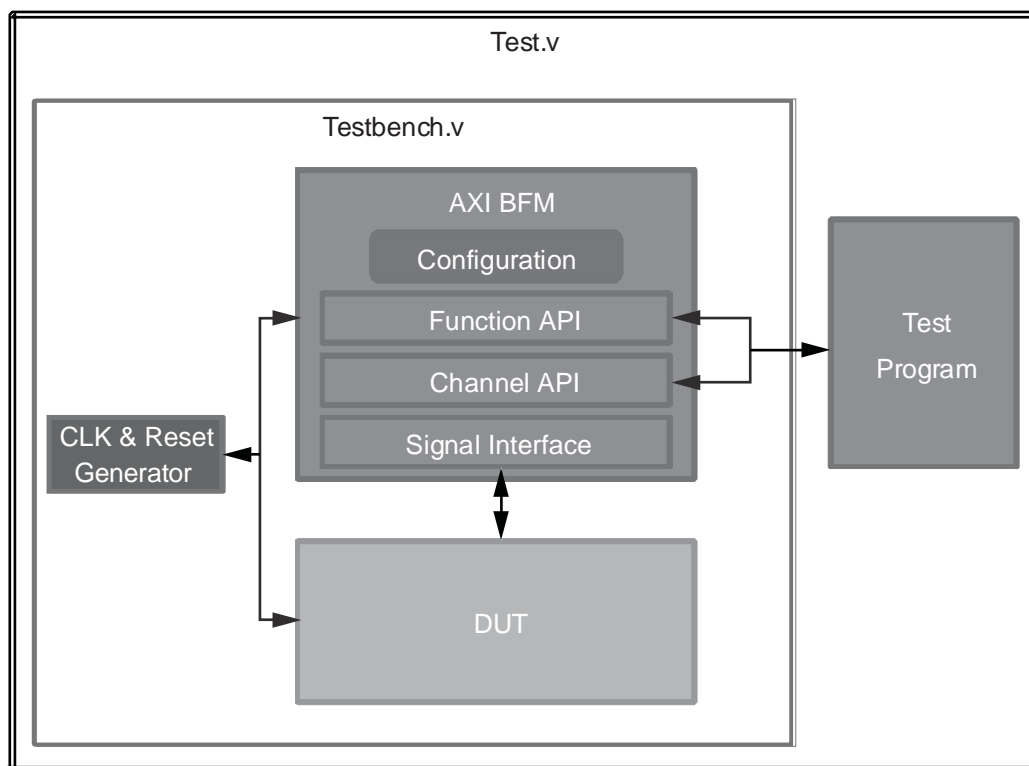 Test.v
Testbench.v
AXI BFM
Configuration
Function API
Channel API
Signal Interface
CLK & Reset
Generator
DUT
Test
Program